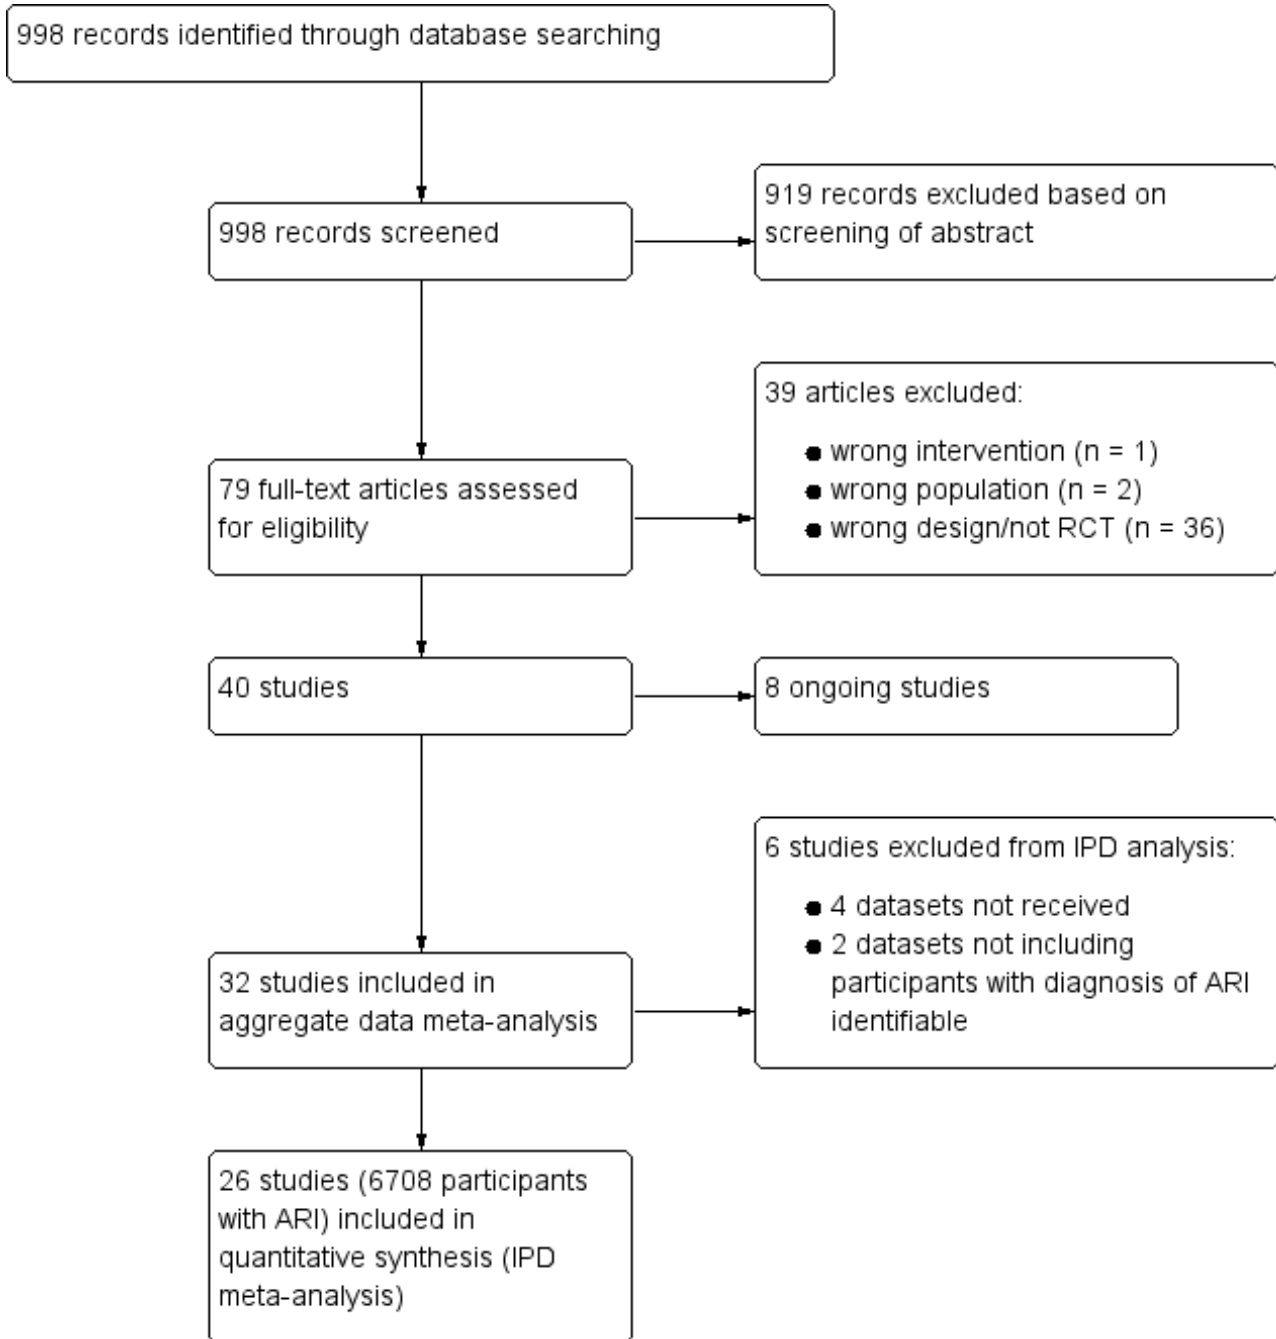 998 records identified through database searching
998 records screened
919 records excluded based on
screening of abstract
79 full-text articles assessed
for eligibility
39 articles excluded:
● wrong intervention (n = 1)
● wrong population (n = 2)
● wrong design/not RCT (n = 36)
40 studies
8 ongoing studies
32 studies included in
aggregate data meta-analysis
6 studies excluded from IPD analysis:
● 4 datasets not received
● 2 datasets not including
participants with diagnosis of ARI
identifiable
26 studies (6708 participants
with ARI) included in
quantitative synthesis (IPD
meta-analysis)